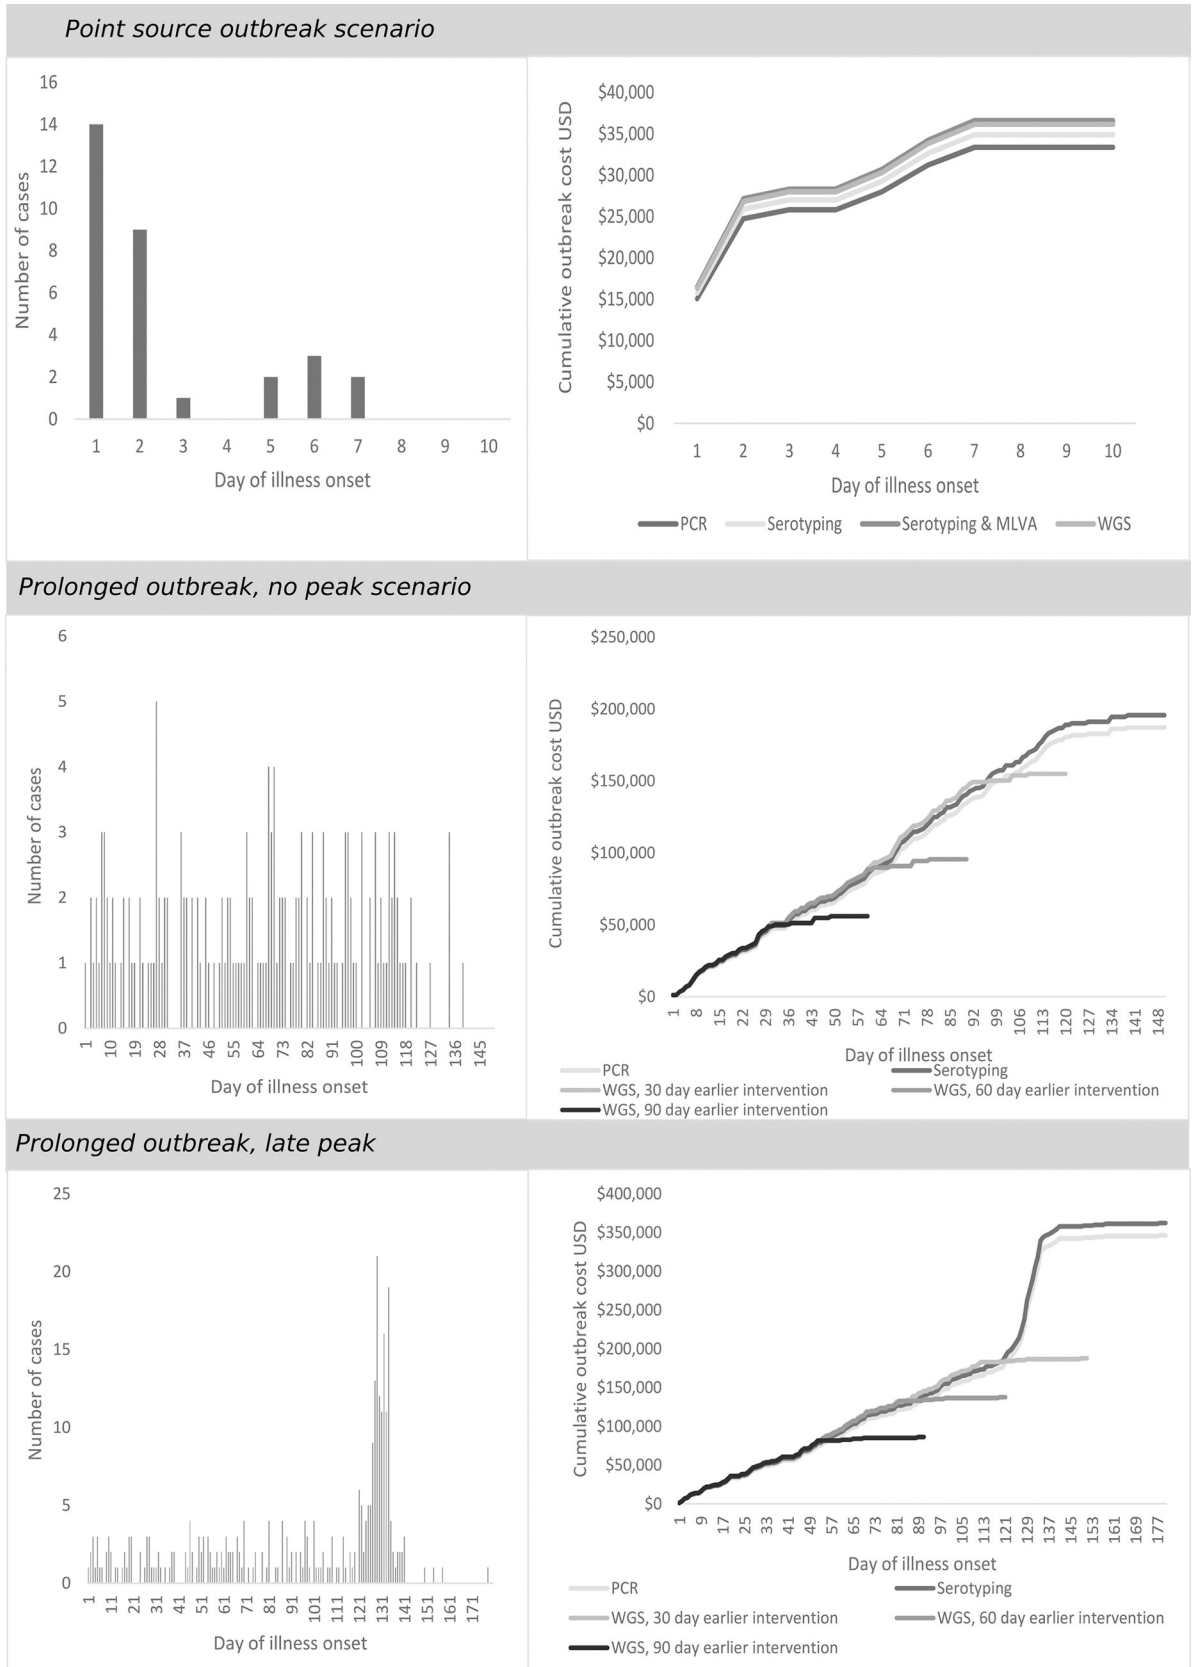 Point source outbreak scenario
Number of cases
16
14
12
10
8
6
4
2
0
1 2 3 4 5 6 7 8 9 10
Day of illness onset
Cumulative outbreak cost USD
$40,000
$35,000
$30,000
$25,000
$20,000
$15,000
$10,000
$5,000
$0
1 2 3 4 5 6 7 8 9 10
Day of illness onset
PCR Serotyping Serotyping & MLVA WGS
Prolonged outbreak, no peak scenario
Number of cases
6
5
4
3
2
1
0
1 10 19 28 37 46 55 64 73 82 91 100 109 118 127 136 145
Day of illness onset
Cumulative outbreak cost USD
$250,000
$200,000
$150,000
$100,000
$50,000
$0
1 8 15 22 29 36 43 50 57 64 71 78 85 92 99 106 113 120 127 134 141 148
Day of illness onset
PCR Serotyping
WGS, 30 day earlier intervention WGS, 60 day earlier intervention
WGS, 90 day earlier intervention
Prolonged outbreak, late peak
Number of cases
25
20
15
10
5
0
1 11 21 31 41 51 61 71 81 91 101 111 121 131 141 151 161 171
Day of illness onset
Cumulative outbreak cost USD
$400,000
$350,000
$300,000
$250,000
$200,000
$150,000
$100,000
$50,000
$0
1 9 17 25 33 41 49 57 65 73 81 89 97 105 113 121 129 137 145 153 161 169 177
Day of illness onset
PCR Serotyping
WGS, 30 day earlier intervention WGS, 60 day earlier intervention
WGS, 90 day earlier intervention